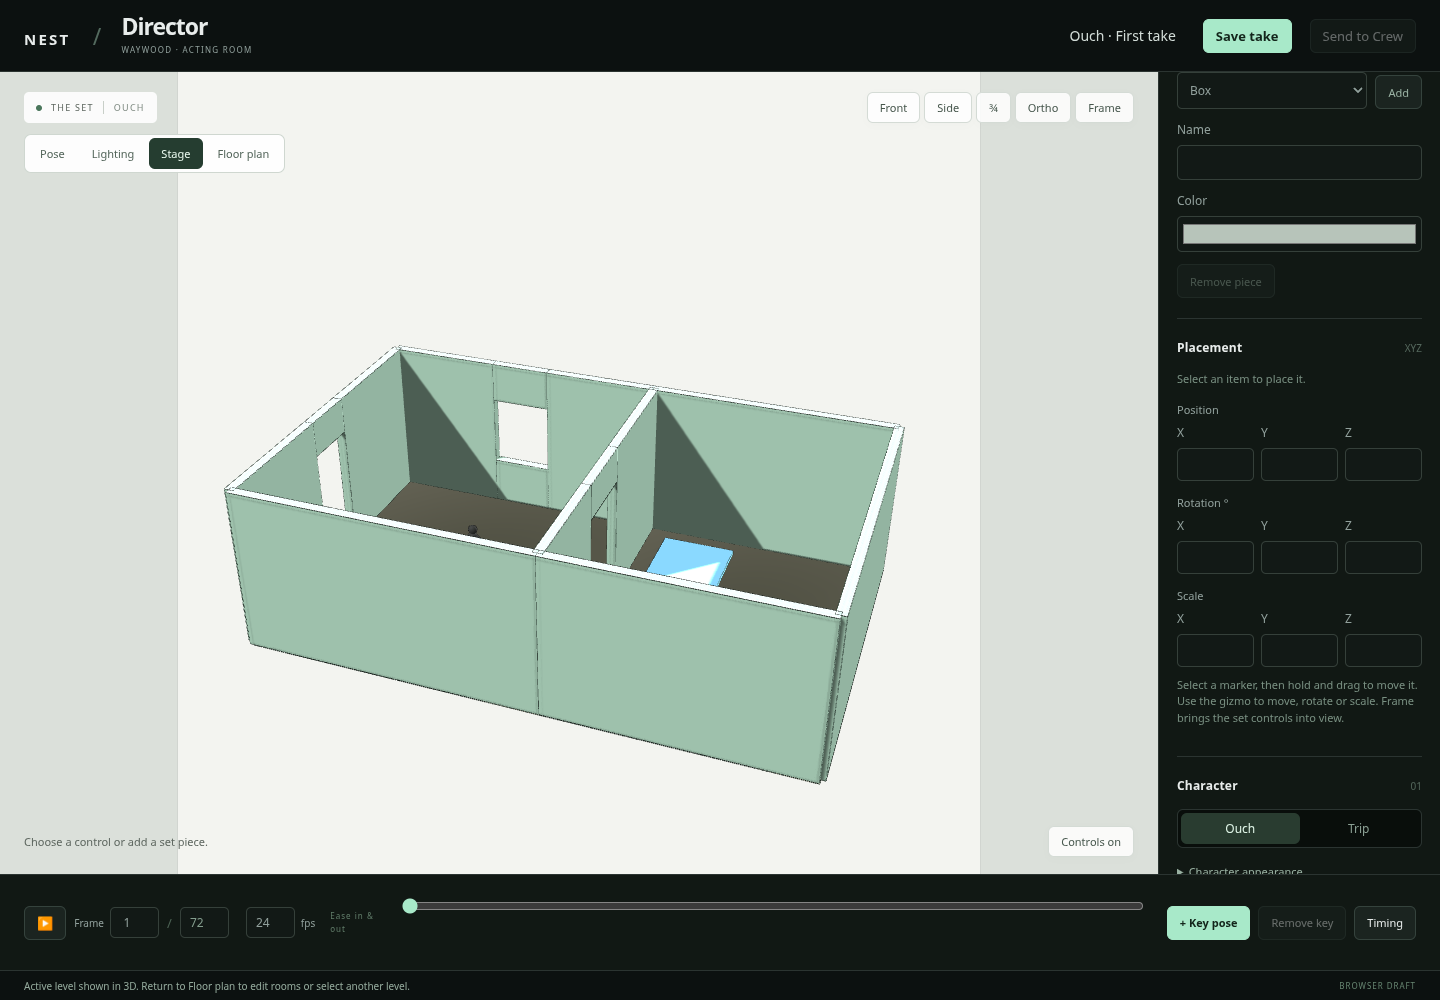 NEST / Director
WAYWOOD · ACTING ROOM
Ouch · First take
Save take
Send to Crew
THE SET | OUCH
Front
Side
¾
Ortho
Frame
Pose
Lighting
Stage
Floor plan
Choose a control or add a set piece.
Controls on
Box
Add
Name
Color
Remove piece
Placement
XYZ
Select an item to place it.
Position
X Y Z
Rotation °
X Y Z
Scale
X Y Z
Select a marker, then hold and drag to move it.
Use the gizmo to move, rotate or scale. Frame
brings the set controls into view.
Character
01
Ouch
Trip
Character appearance
Frame 1 / 72
24 fps
Ease in &
out
+ Key pose
Remove key
Timing
Active level shown in 3D. Return to Floor plan to edit rooms or select another level.
BROWSER DRAFT